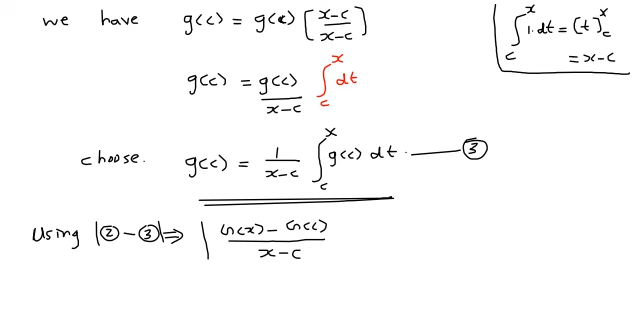 we have g(c) = g(c) [x-c/x-c]
∫_c^x 1.dt = (t)_c^x
= x-c
g(c) = g(c)/x-c ∫_c^x dt
choose. g(c) = 1/x-c ∫_c^x g(c) dt. —— ③
Using |②-③| ⇒ | G(x) - G(c)/x-c